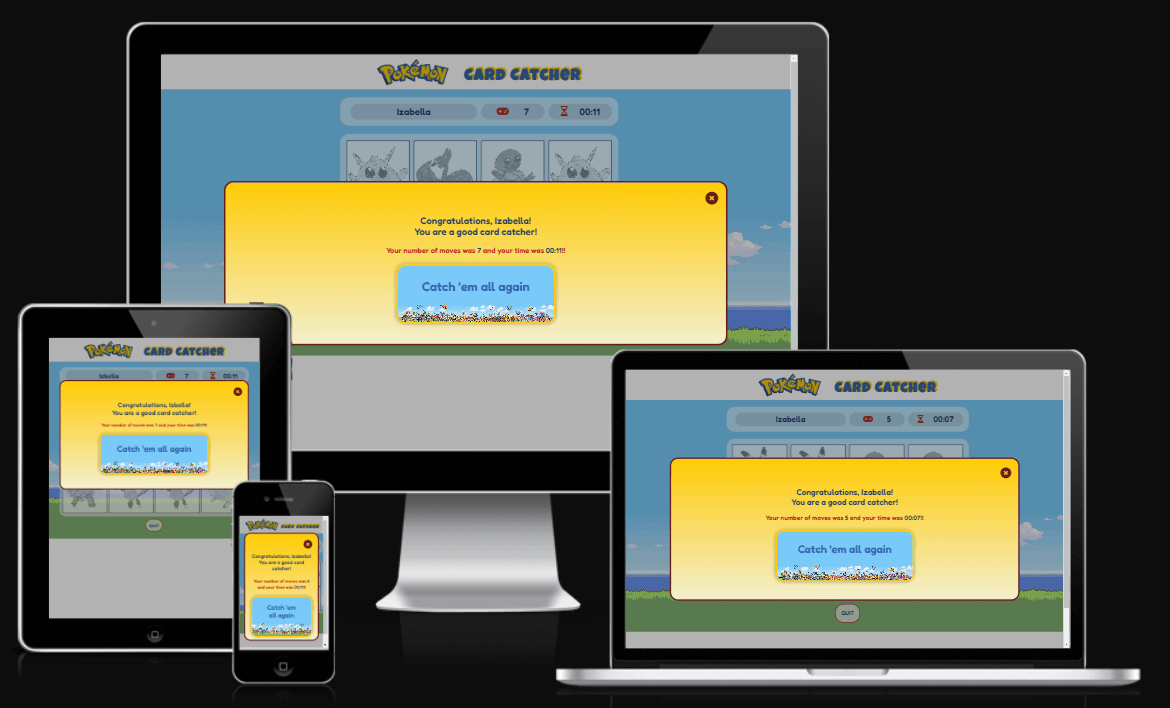 POKéMON CARD CATCHER
Izabella 7 00:11
Congratulations, Izabella!
You are a good card catcher!
Your number of moves was 7 and your time was 00:11!!
Catch 'em all again
POKéMON CARD CATCHER
Izabella 7 00:11
Congratulations, Izabella!
You are a good card catcher!
Your number of moves was 7 and your time was 00:11!!
Catch 'em all again
QUIT
POKéMON CARD CATCHER
Congratulations, Izabella!
You are a good card
catcher!
Your number of moves was
and your time was
Catch 'em
all again
POKéMON CARD CATCHER
Izabella 5 00:07
Congratulations, Izabella!
You are a good card catcher!
Your number of moves was 5 and your time was 00:07!!
Catch 'em all again
QUIT